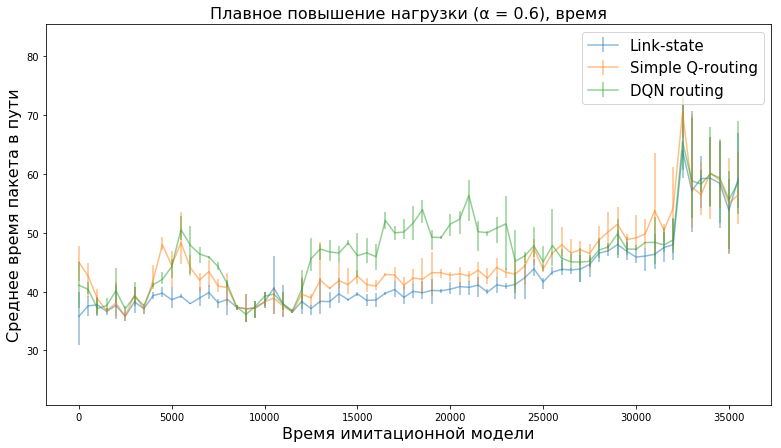 Плавное повышение нагрузки (α = 0.6), время
Среднее время пакета в пути
80
70
60
50
40
30
Link-state
Simple Q-routing
DQN routing
0 5000 10000 15000 20000 25000 30000 35000
Время имитационной модели